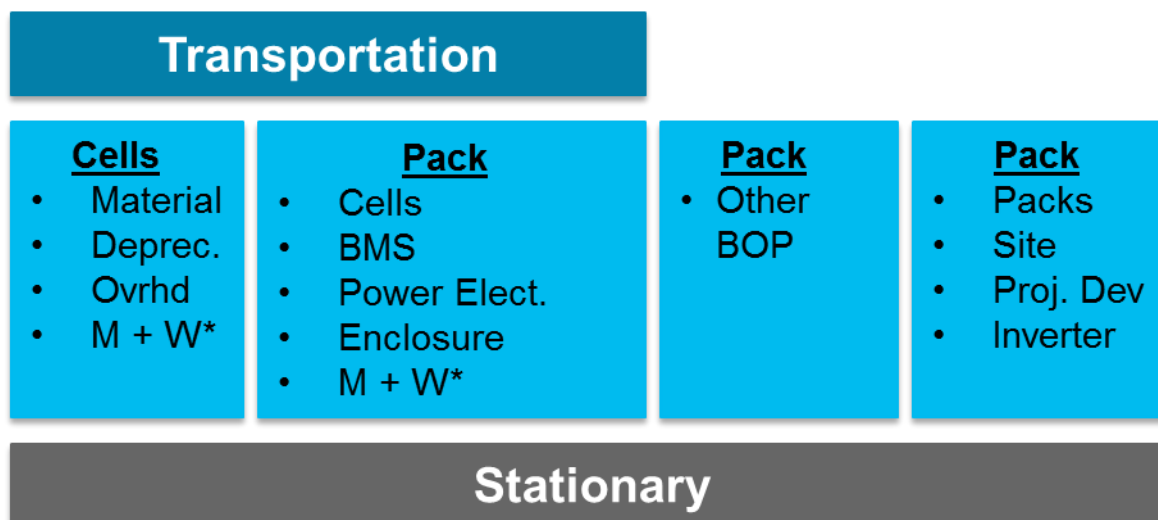 Transportation
Cells
• Material
• Deprec.
• Ovrhd
• M + W*
Pack
• Cells
• BMS
• Power Elect.
• Enclosure
• M + W*
Pack
• Other
BOP
Pack
• Packs
• Site
• Proj. Dev
• Inverter
Stationary